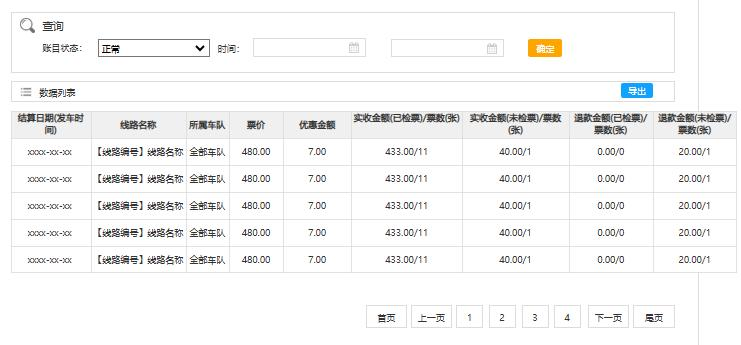 查询
账目状态： 正常 时间： 确定
数据列表 导出
结算日期(发车时间) 线路名称 所属车队 票价 优惠金额 实收金额(已检票)/票数(张) 实收金额(未检票)/票数(张) 退款金额(已检票)/票数(张) 退款金额(未检票)/票数(张)
xxxx-xx-xx 【线路编号】线路名称 全部车队 480.00 7.00 433.00/11 40.00/1 0.00/0 20.00/1
xxxx-xx-xx 【线路编号】线路名称 全部车队 480.00 7.00 433.00/11 40.00/1 0.00/0 20.00/1
xxxx-xx-xx 【线路编号】线路名称 全部车队 480.00 7.00 433.00/11 40.00/1 0.00/0 20.00/1
xxxx-xx-xx 【线路编号】线路名称 全部车队 480.00 7.00 433.00/11 40.00/1 0.00/0 20.00/1
xxxx-xx-xx 【线路编号】线路名称 全部车队 480.00 7.00 433.00/11 40.00/1 0.00/0 20.00/1
首页 上一页 1 2 3 4 下一页 尾页